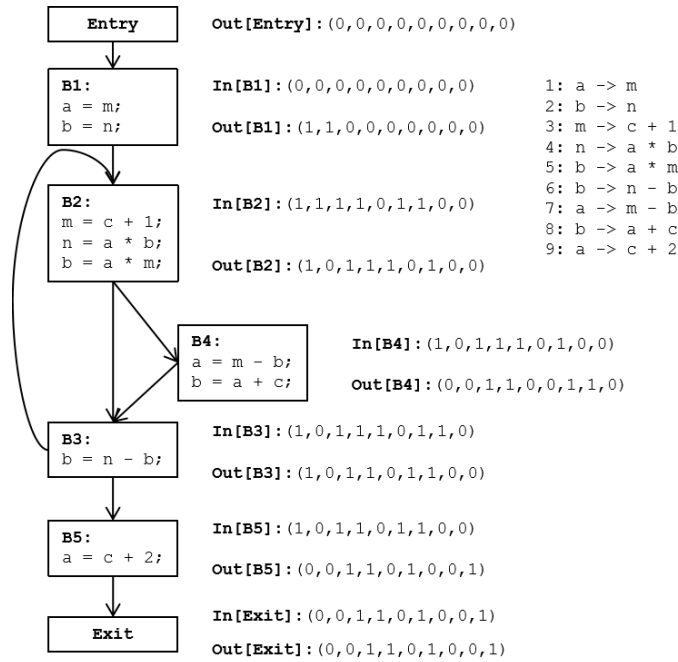 Entry
Out[Entry]:(0,0,0,0,0,0,0,0,0)
B1:
a = m;
b = n;
In[B1]:(0,0,0,0,0,0,0,0,0)
Out[B1]:(1,1,0,0,0,0,0,0,0)
1: a -> m
2: b -> n
3: m -> c + 1
4: n -> a * b
5: b -> a * m
6: b -> n - b
7: a -> m - b
8: b -> a + c
9: a -> c + 2
B2:
m = c + 1;
n = a * b;
b = a * m;
In[B2]:(1,1,1,1,0,1,1,0,0)
Out[B2]:(1,0,1,1,1,0,1,0,0)
B4:
a = m - b;
b = a + c;
In[B4]:(1,0,1,1,1,0,1,0,0)
Out[B4]:(0,0,1,1,0,0,1,1,0)
B3:
b = n - b;
In[B3]:(1,0,1,1,1,0,1,1,0)
Out[B3]:(1,0,1,1,0,1,1,0,0)
B5:
a = c + 2;
In[B5]:(1,0,1,1,0,1,1,0,0)
Out[B5]:(0,0,1,1,0,1,0,0,1)
Exit
In[Exit]:(0,0,1,1,0,1,0,0,1)
Out[Exit]:(0,0,1,1,0,1,0,0,1)